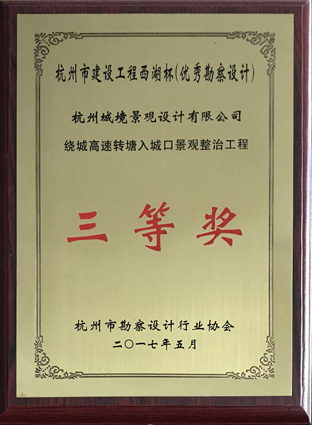 杭州市建设工程西湖杯(优秀勘察设计)
杭州城境景观设计有限公司
绕城高速转塘入城口景观整治工程
三等奖
杭州市勘察设计行业协会
二〇一七年五月